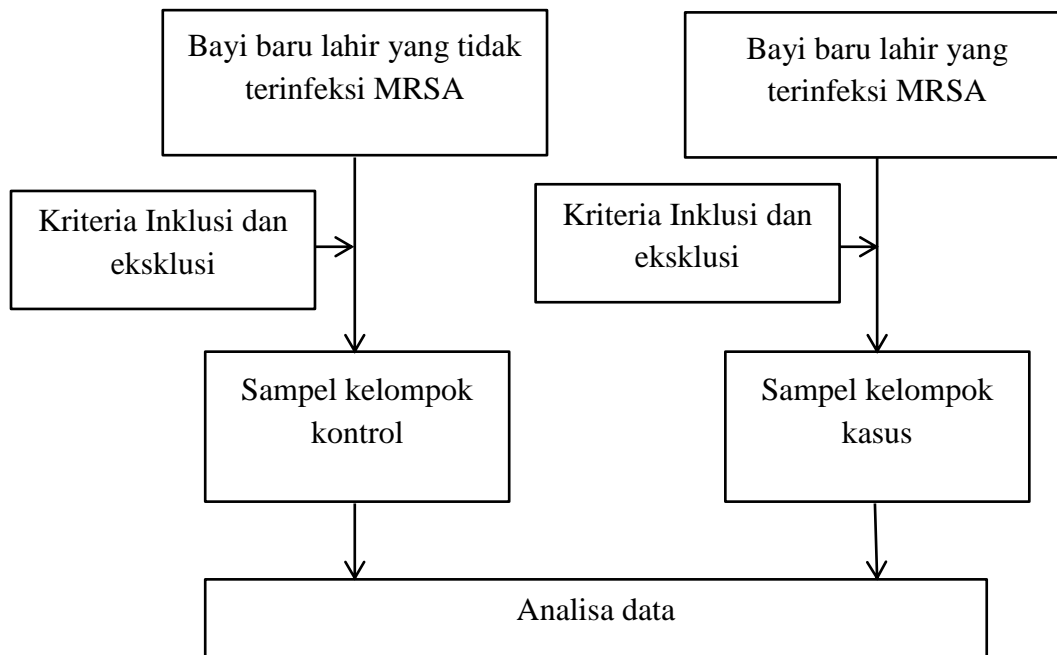 Bayi baru lahir yang tidak
terinfeksi MRSA
Bayi baru lahir yang
terinfeksi MRSA
Kriteria Inklusi dan
eksklusi
Kriteria Inklusi dan
eksklusi
Sampel kelompok
kontrol
Sampel kelompok
kasus
Analisa data